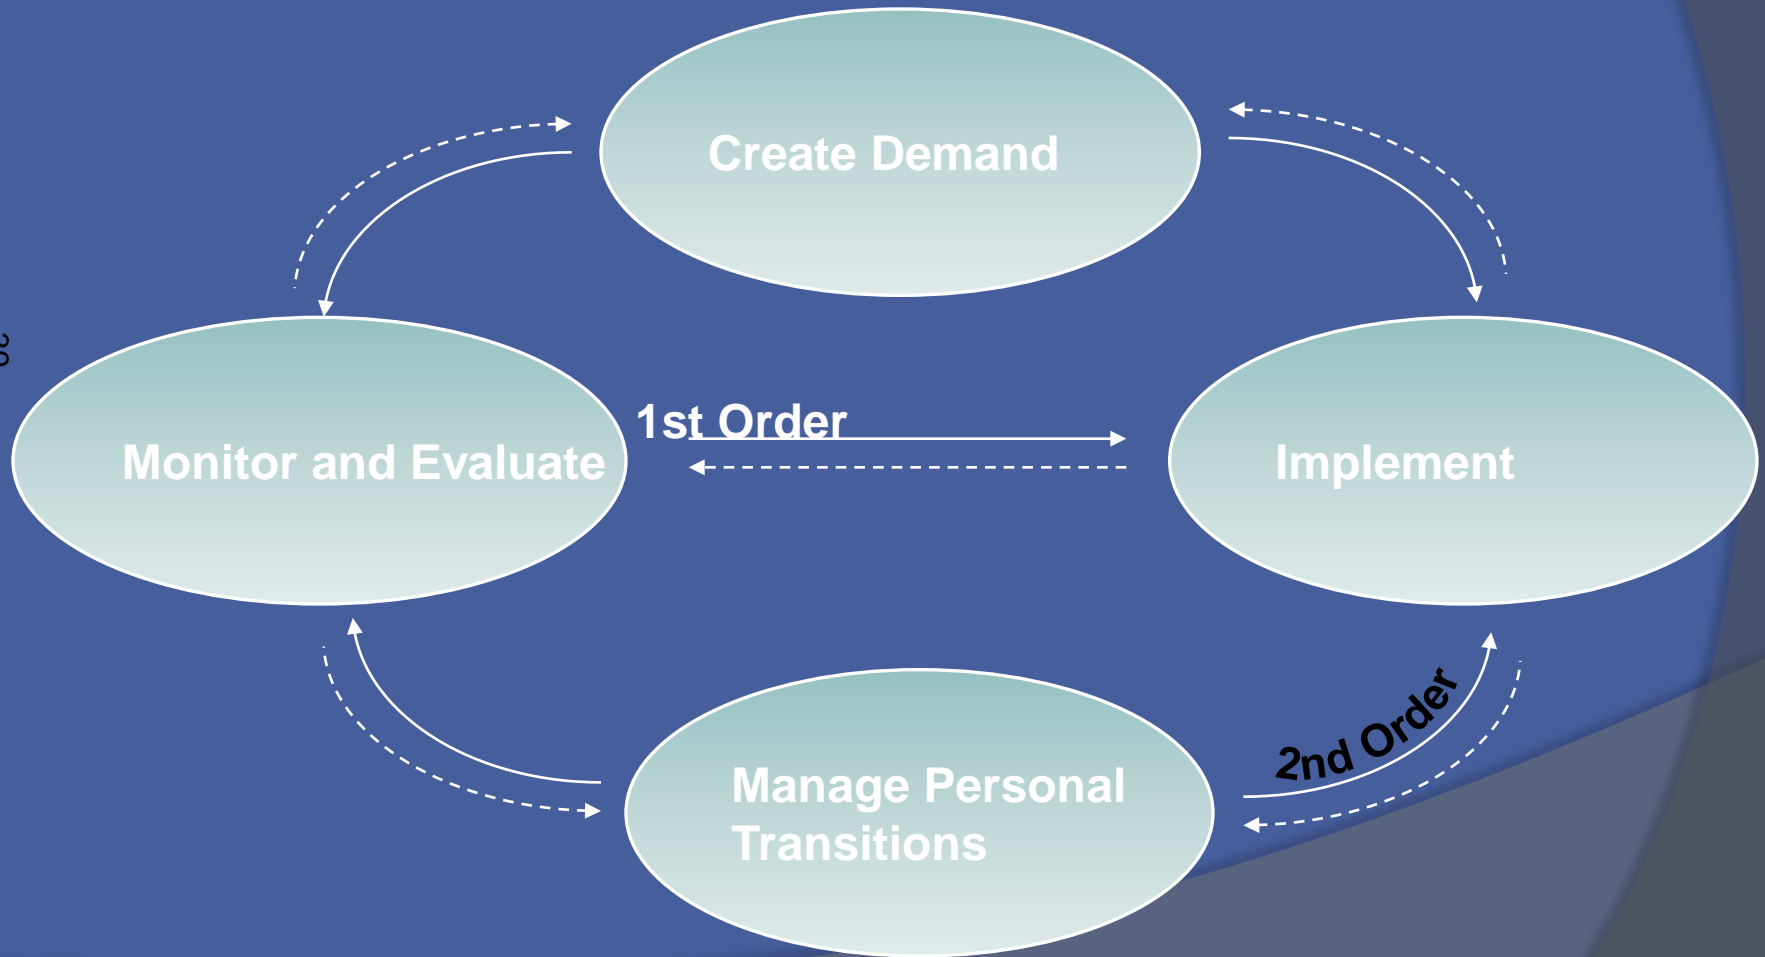 Create Demand
1st Order
Monitor and Evaluate
Implement
2nd Order
Manage Personal
Transitions